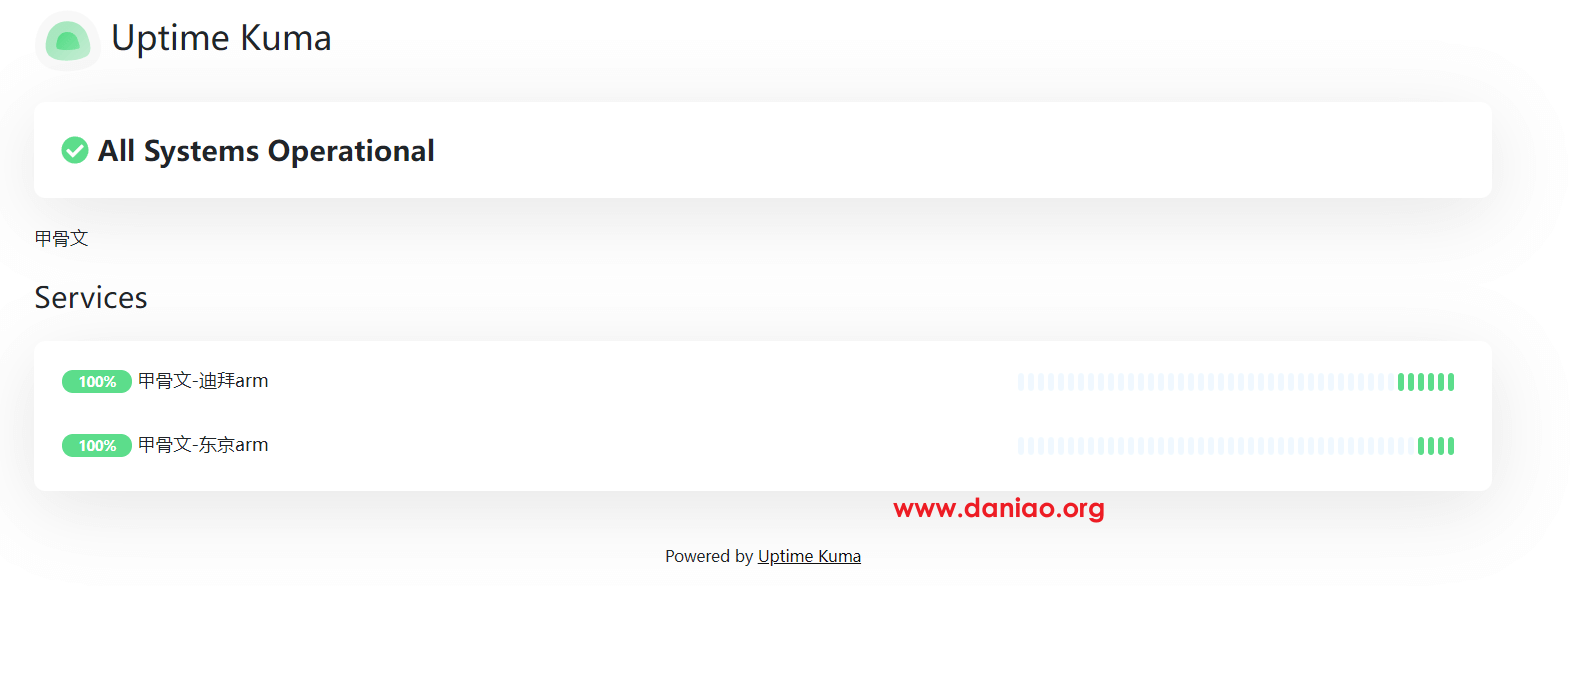 Uptime Kuma
All Systems Operational
甲骨文
Services
100% 甲骨文-迪拜arm
100% 甲骨文-东京arm
www.daniao.org
Powered by Uptime Kuma